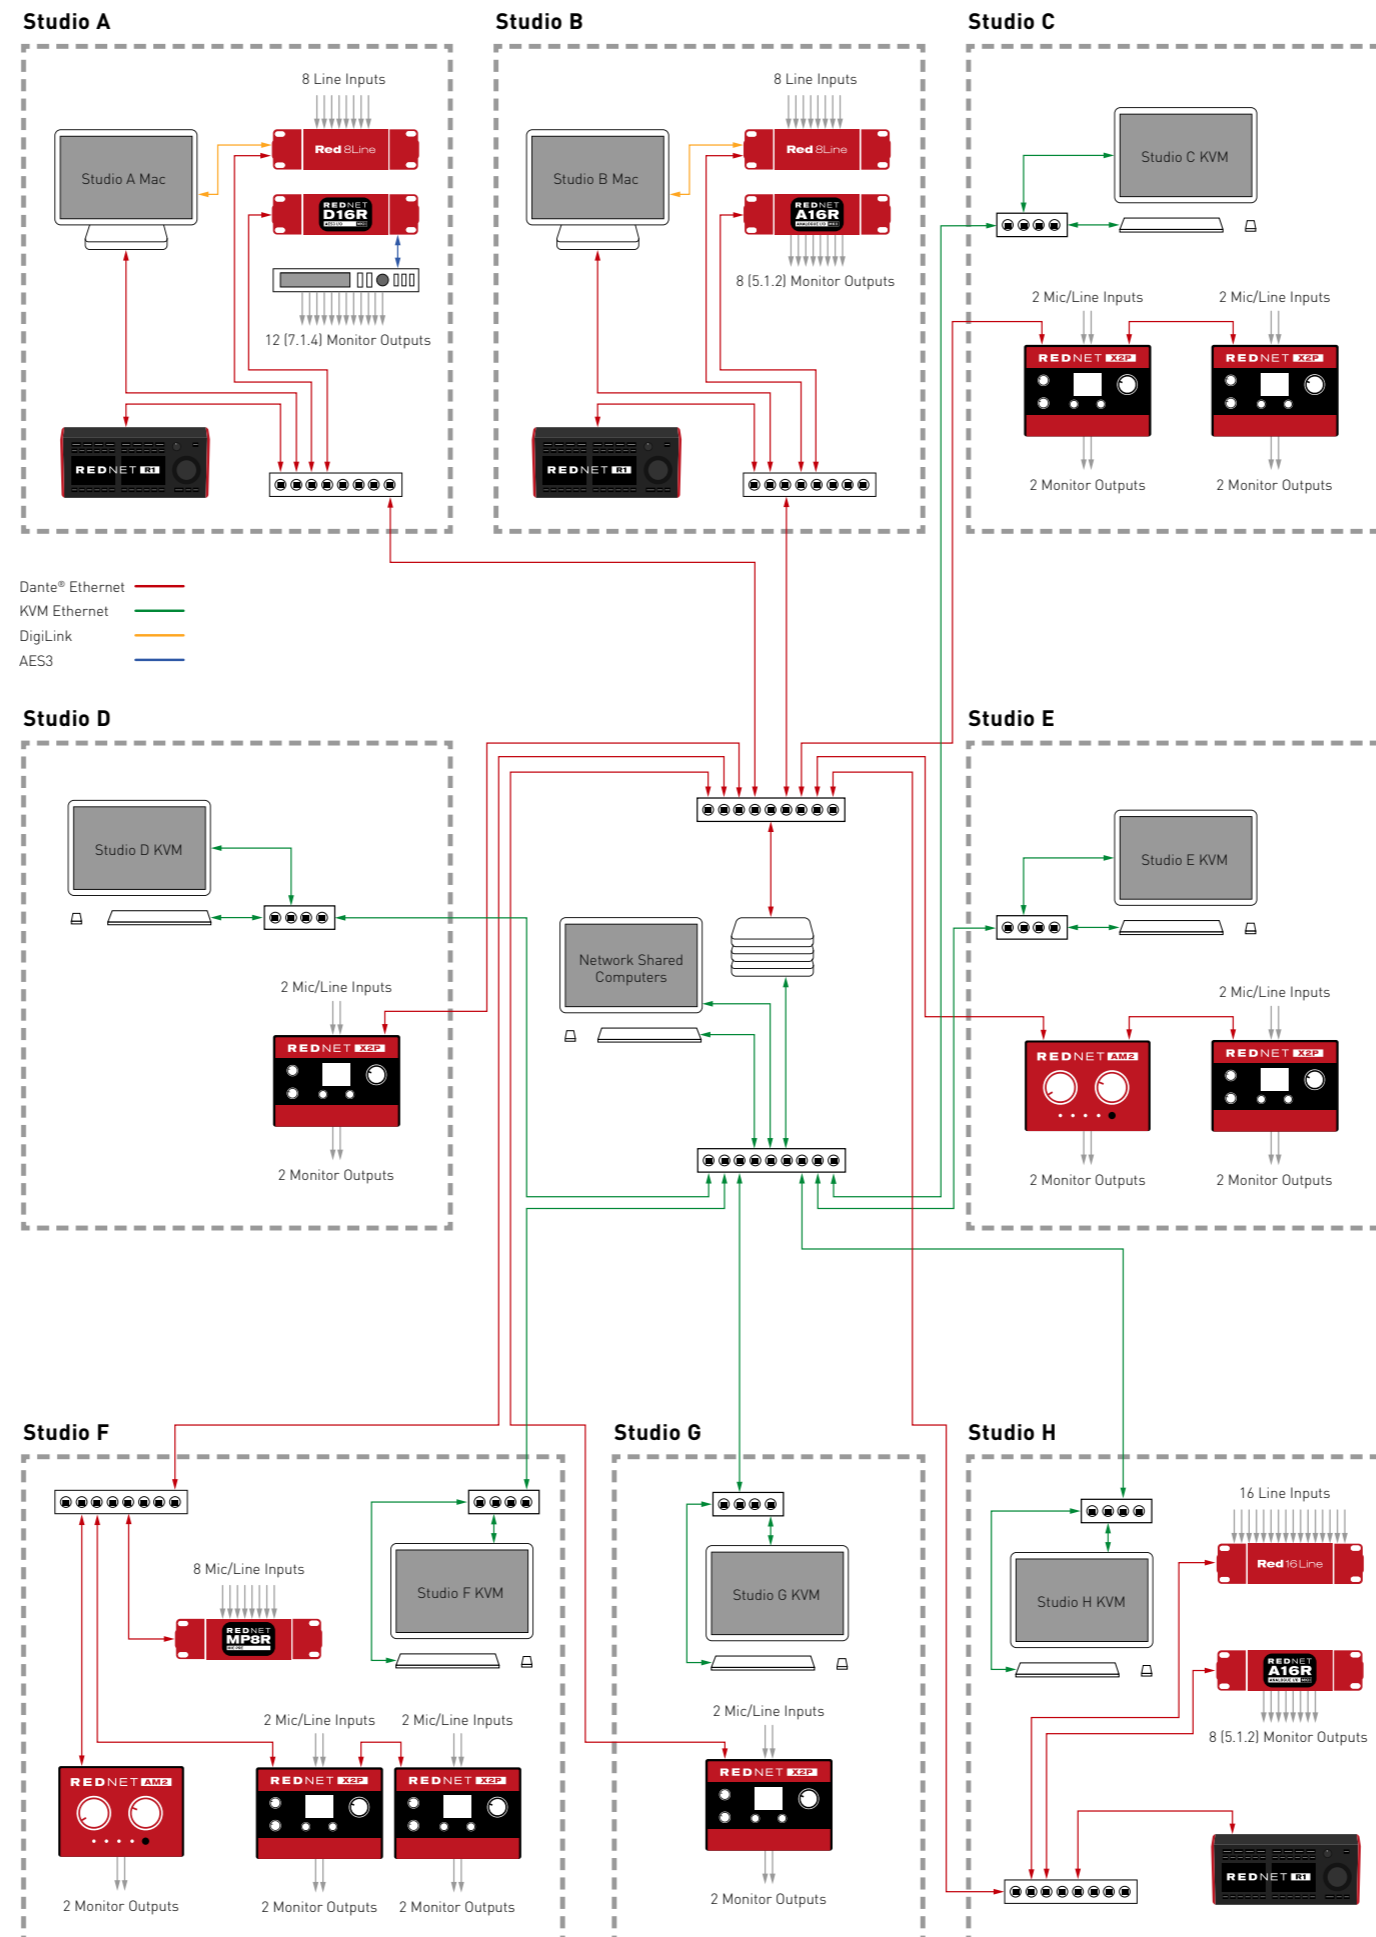 Studio A
8 Line Inputs
Studio A Mac
Red 8Line
REDNET
D16R
12 (7.1.4) Monitor Outputs
REDNET R1
Studio B
8 Line Inputs
Studio B Mac
Red 8Line
REDNET
A16R
8 (5.1.2) Monitor Outputs
REDNET R1
Studio C
Studio C KVM
2 Mic/Line Inputs
2 Mic/Line Inputs
REDNET X2P
REDNET X2P
2 Monitor Outputs
2 Monitor Outputs
Dante® Ethernet
KVM Ethernet
DigiLink
AES3
Studio D
Studio D KVM
2 Mic/Line Inputs
REDNET X2P
2 Monitor Outputs
Network Shared
Computers
Studio E
Studio E KVM
2 Mic/Line Inputs
REDNET AM2
REDNET X2P
2 Monitor Outputs
2 Monitor Outputs
Studio F
8 Mic/Line Inputs
Studio F KVM
REDNET
MP8R
2 Mic/Line Inputs
2 Mic/Line Inputs
REDNET AM2
REDNET X2P
REDNET X2P
2 Monitor Outputs
2 Monitor Outputs
2 Monitor Outputs
Studio G
Studio G KVM
2 Mic/Line Inputs
REDNET X2P
2 Monitor Outputs
Studio H
16 Line Inputs
Red 16Line
Studio H KVM
REDNET
A16R
8 (5.1.2) Monitor Outputs
REDNET R1